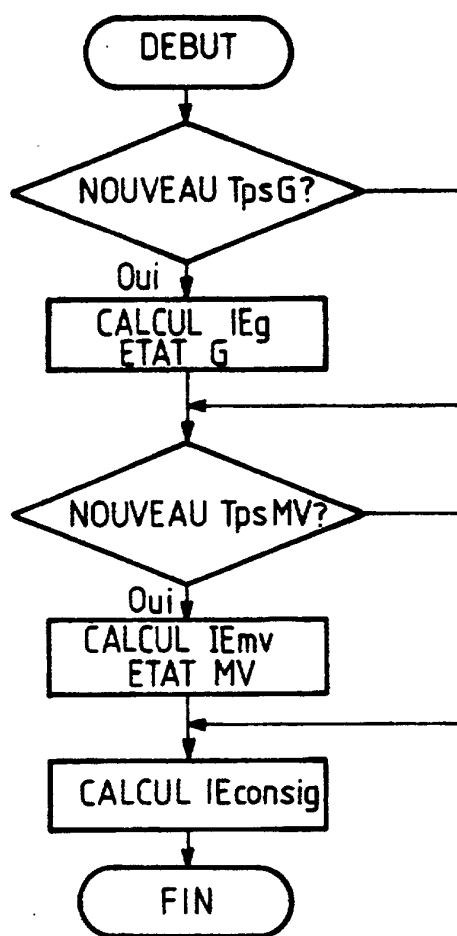 DEBUT
NOUVEAU TpsG?
Oui
CALCUL IEg
ETAT G
NOUVEAU TpsMV?
Oui
CALCUL IEmv
ETAT MV
CALCUL IEconsig
FIN